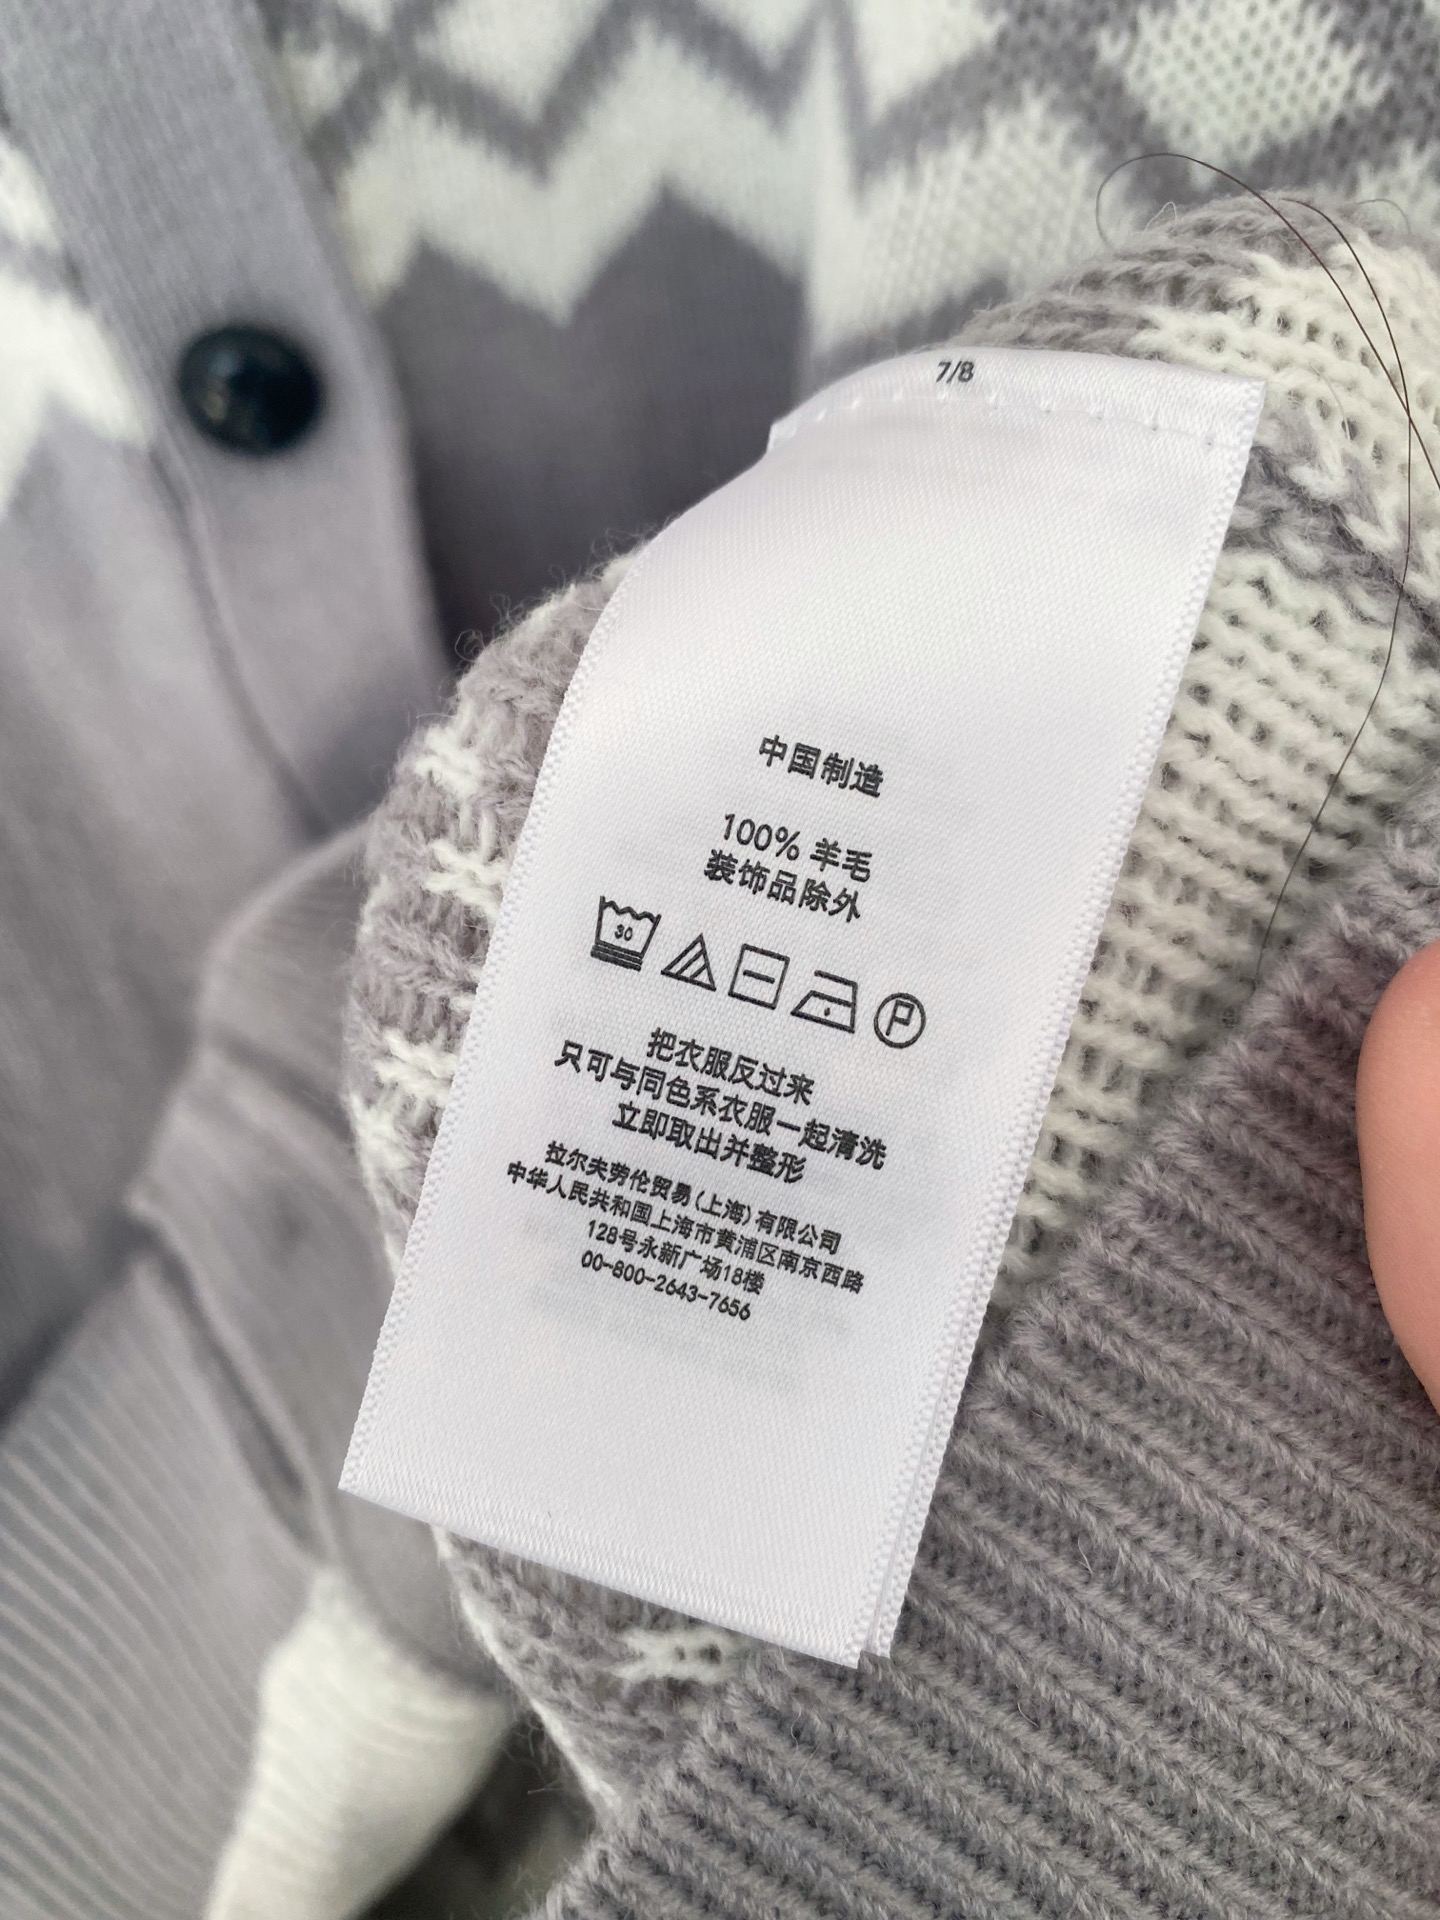 7/8
中国制造
100% 羊毛
装饰品除外
30
P
把衣服反过来
只可与同色系衣服一起清洗
立即取出并整形
拉尔夫劳伦贸易(上海)有限公司
中华人民共和国上海市黄浦区南京西路
128号永新广场18楼
00-800-2643-7656